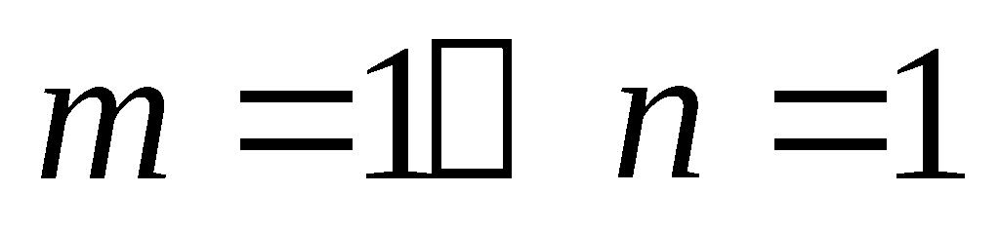 m =1□ n =1